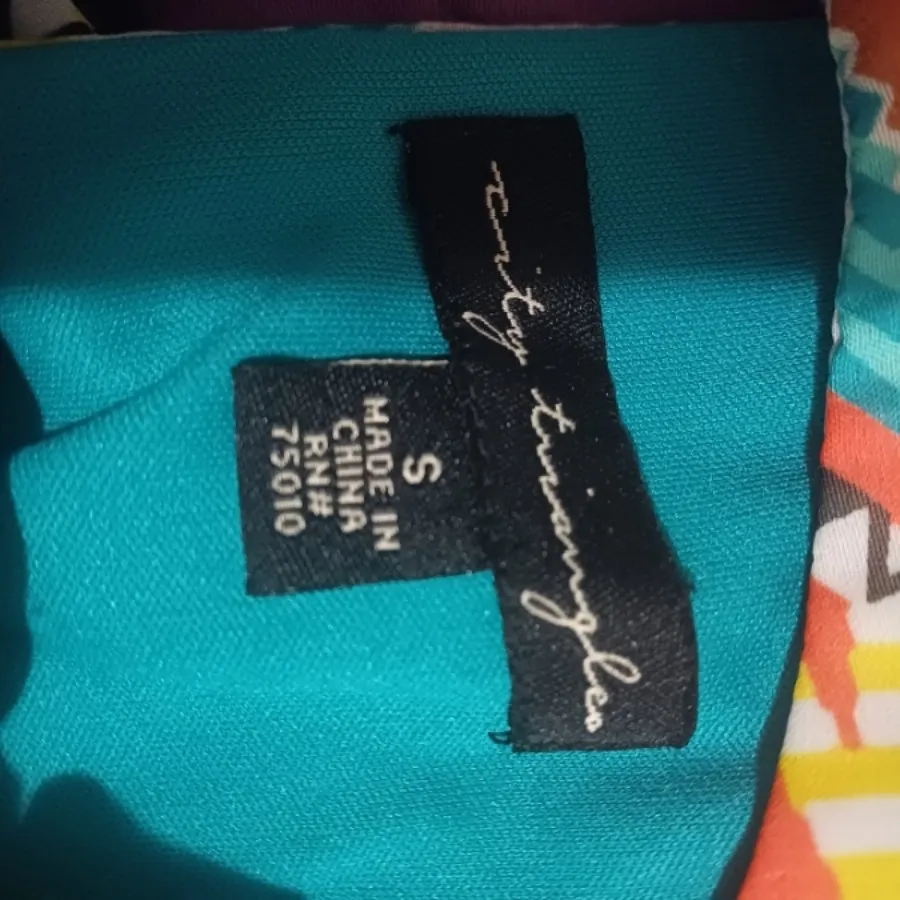 city triangles
S
MADE IN
CHINA
RN#
75010